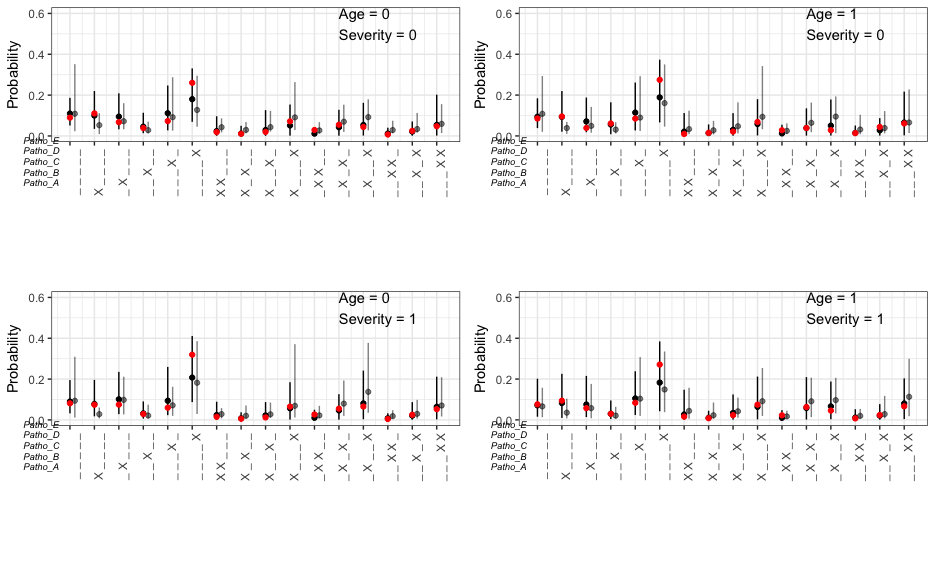 Probability
0.6
0.4
0.2
0.0
Age = 0
Severity = 0
Patho_E
Patho_D
Patho_C
Patho_B
Patho_A
Probability
0.6
0.4
0.2
0.0
Age = 1
Severity = 0
Patho_E
Patho_D
Patho_C
Patho_B
Patho_A
Probability
0.6
0.4
0.2
0.0
Age = 0
Severity = 1
Patho_E
Patho_D
Patho_C
Patho_B
Patho_A
Probability
0.6
0.4
0.2
0.0
Age = 1
Severity = 1
Patho_E
Patho_D
Patho_C
Patho_B
Patho_A